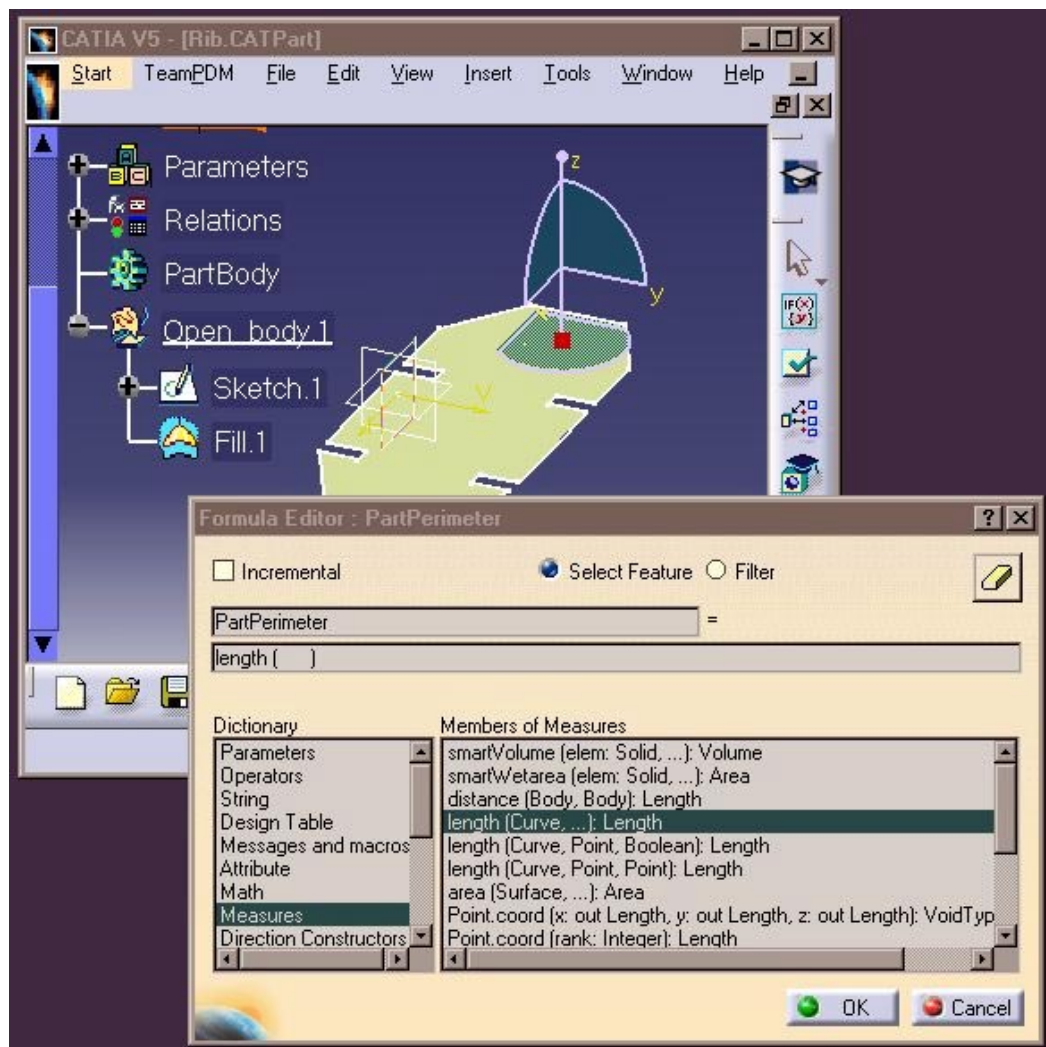 CATIA V5 - [Rib.CATPart]
Start TeamPDM File Edit View Insert Tools Window Help
z
Parameters
Relations
IF(X)
{y}
PartBody
y
x
Open_body.1
Sketch.1
V
Fill.1
Formula Editor : PartPerimeter
Incremental Select Feature Filter
PartPerimeter =
length ( )
Dictionary Members of Measures
Parameters smartVolume (elem: Solid, ...): Volume
Operators smartWetarea (elem: Solid, ...): Area
String distance (Body, Body): Length
Design Table length (Curve, ...): Length
Messages and macros length (Curve, Point, Boolean): Length
Attribute length (Curve, Point, Point): Length
Math area (Surface, ...): Area
Measures Point.coord (x: out Length, y: out Length, z: out Length): VoidTyp
Direction Constructors Point.coord (rank: Integer): Length
OK Cancel